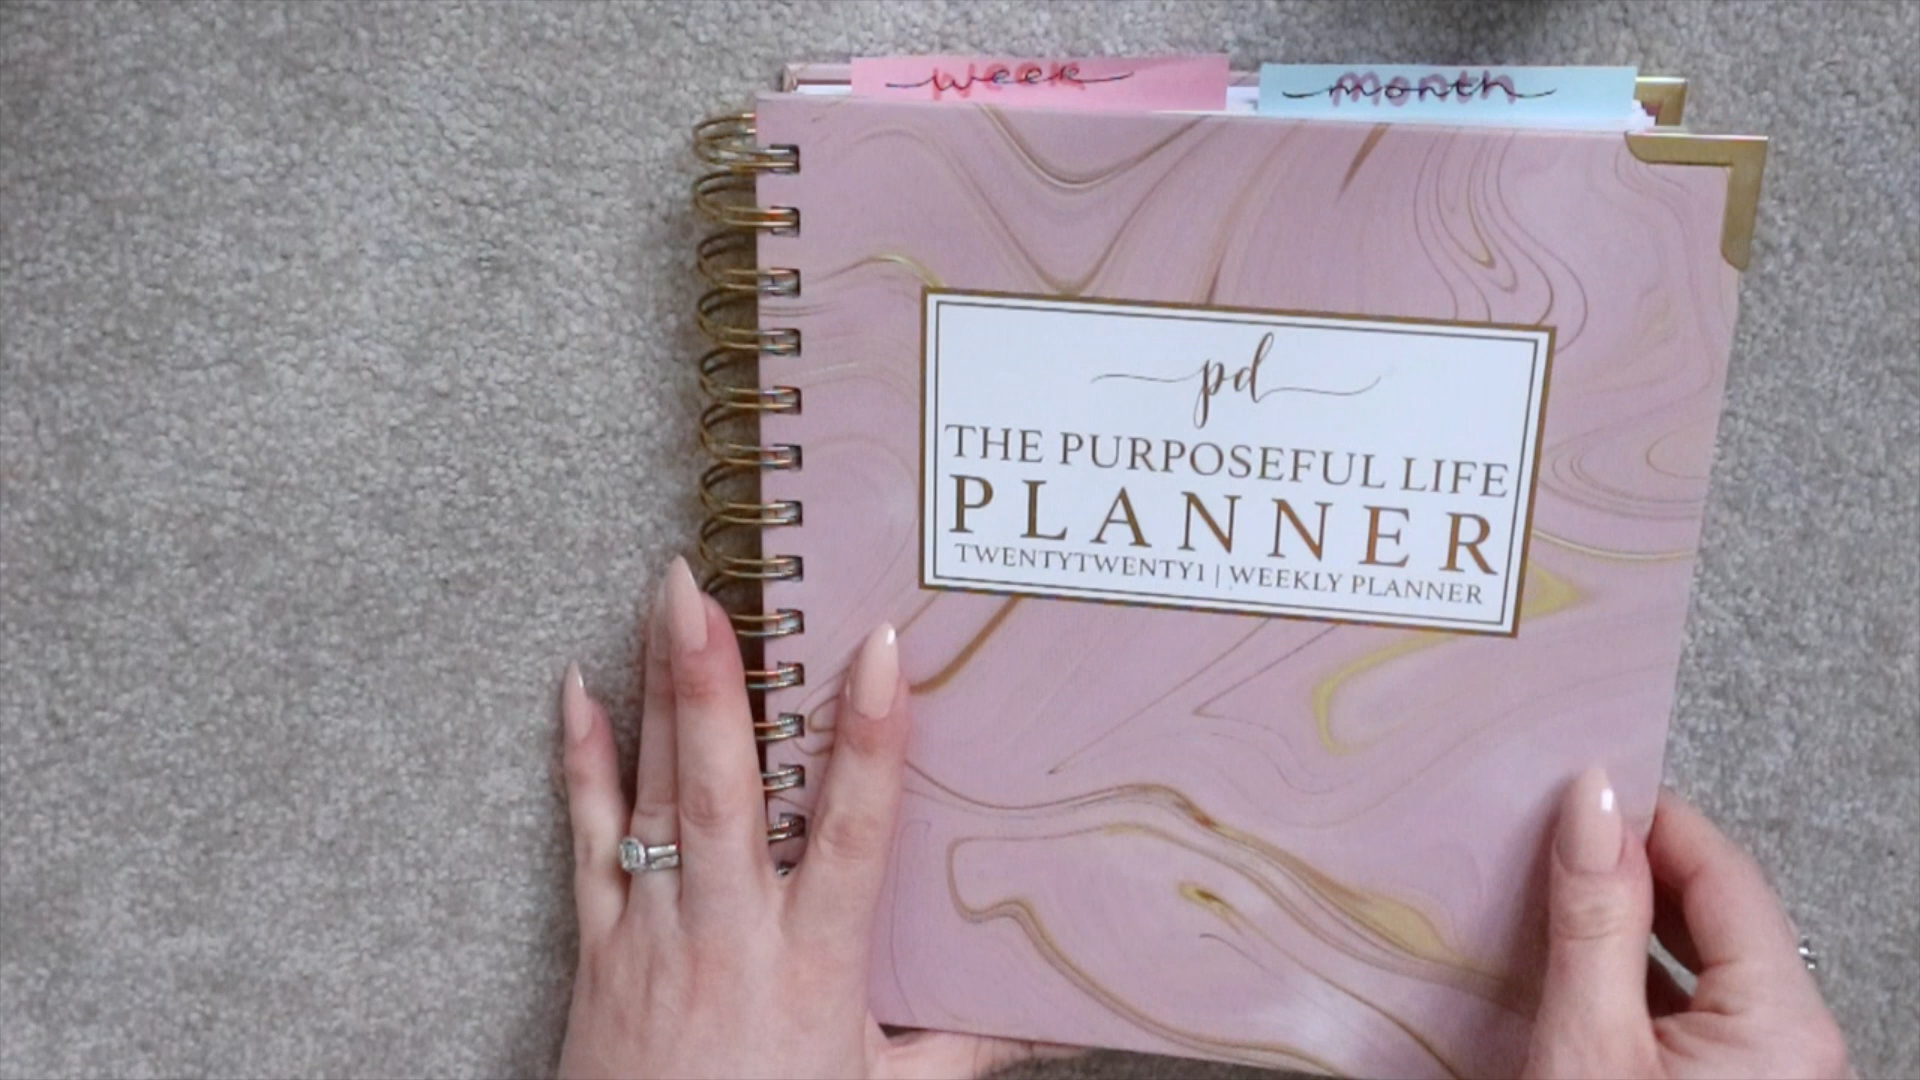 week
month
pd
THE PURPOSEFUL LIFE
PLANNER
TWENTYTWENTY1 | WEEKLY PLANNER